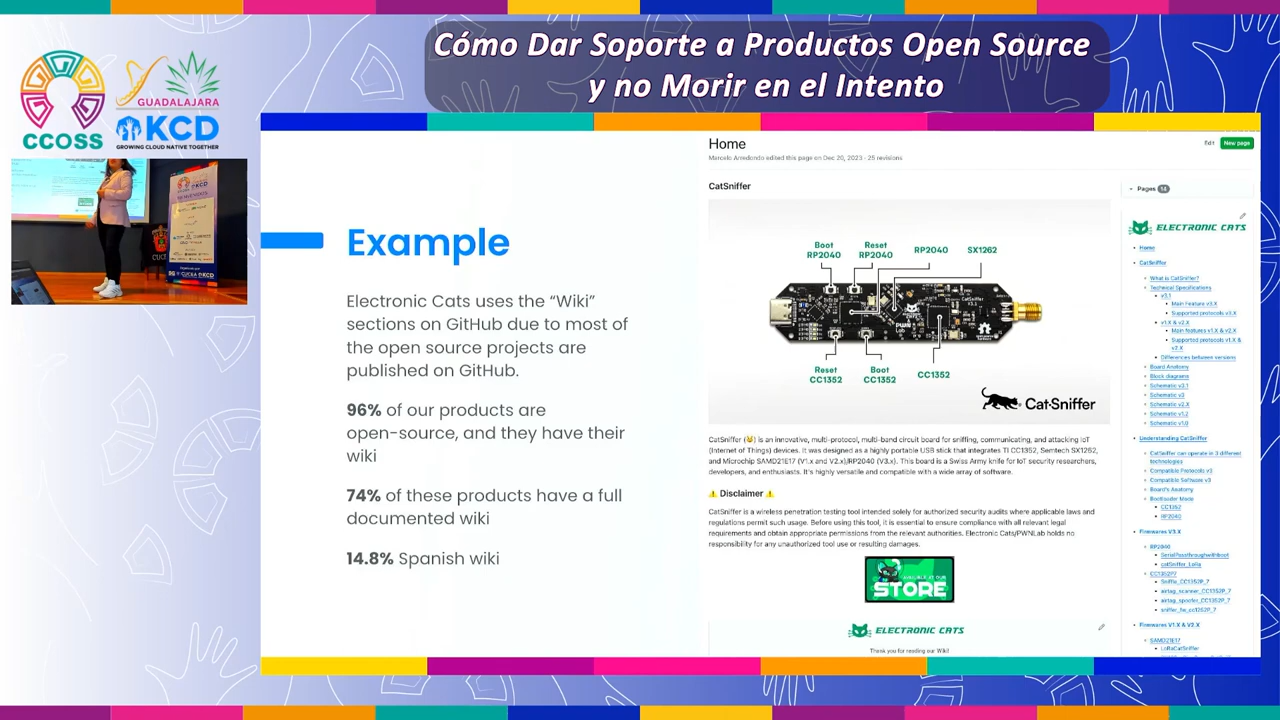 Cómo Dar Soporte a Productos Open Source
y no Morir en el Intento
CCOSS
GUADALAJARA
KCD
GROWING CLOUD NATIVE TOGETHER
Example
Electronic Cats uses the “Wiki”
sections on GitHub due to most of
the open source projects are
published on GitHub.
96% of our products are
open-source, and they have their
wiki
74% of these products have a full
documented wiki
14.8% Spanish wiki
Home
Marcelo Arredondo edited this page on Dec 20, 2023 · 25 revisions
Edit
New page
CatSniffer
Boot
RP2040
Reset
RP2040
RP2040
SX1262
Reset
CC1352
Boot
CC1352
CC1352
Cat·Sniffer
CatSniffer (😼) is an innovative, multi-protocol, multi-band circuit board for sniffing, communicating, and attacking IoT
(Internet of Things) devices. It was designed as a highly portable USB stick that integrates TI CC1352, Semtech SX1262,
and Microchip SAMD21E17 (V1.x and V2.x)/RP2040 (V3.x). This board is a Swiss Army knife for IoT security researchers,
developers, and enthusiasts. It's highly versatile and compatible with a wide array of software.
⚠️ Disclaimer ⚠️
CatSniffer is a wireless penetration testing tool intended solely for authorized security audits where applicable laws and
regulations permit such usage. Before using this tool, it is essential to ensure compliance with all relevant legal
requirements and obtain appropriate permissions from the relevant authorities. Electronic Cats/PWNLab holds no
responsibility for any unauthorized tool use or resulting damages.
AVAILABLE AT OUR
STORE
ELECTRONIC CATS
Thank you for reading our Wiki!
Pages 14
ELECTRONIC CATS
Home
CatSniffer
What is CatSniffer?
Technical Specifications
v3.1
Main Feature v3.X
Supported protocols v3.X
v1.X & v2.X
Main features v1.X & v2.X
Supported protocols v1.X &
v2.X
Differences between versions
Board Anatomy
Block diagrams
Schematic v3.1
Schematic v3
Schematic v2.X
Schematic v1.2
Schematic v1.0
Understanding CatSniffer
CatSniffer can operate in 3 different
technologies
Compatible Protocols v3
Compatible Software v3
Board's Anatomy
Bootloader Mode
CC1352
RP2040
Firmwares V3.X
RP2040
SerialPassthroughwithboot
catSniffer_LoRa
CC1352P7
Sniffle_CC1352P_7
airtag_scanner_CC1352P_7
airtag_spoofer_CC1352P_7
sniffer_fw_cc1352P_7
Firmwares V1.X & V2.X
SAMD21E17
LoRaCatSniffer